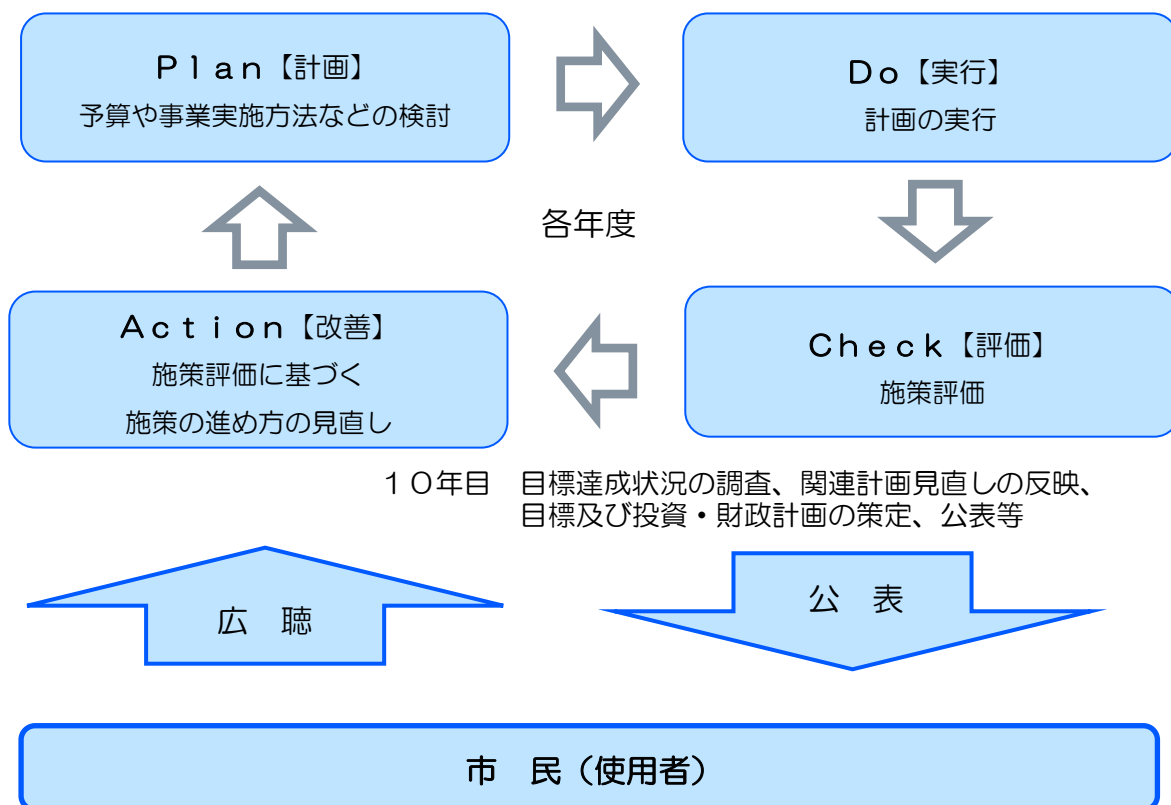 Ｐｌａｎ【計画】
予算や事業実施方法などの検討
Ｄｏ【実行】
計画の実行
各年度
Ａｃｔｉｏｎ【改善】
施策評価に基づく
施策の進め方の見直し
Ｃｈｅｃｋ【評価】
施策評価
１０年目　目標達成状況の調査、関連計画見直しの反映、
目標及び投資・財政計画の策定、公表等
広　聴
公　表
市　民（使用者）